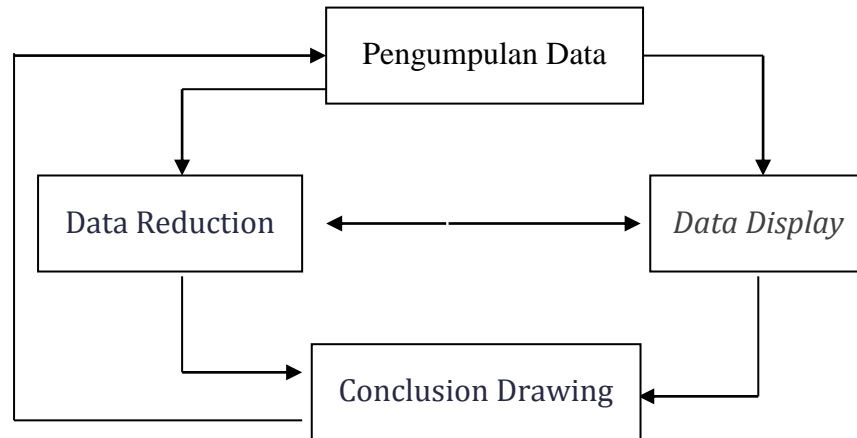 Pengumpulan Data
Data Reduction
Data Display
Conclusion Drawing